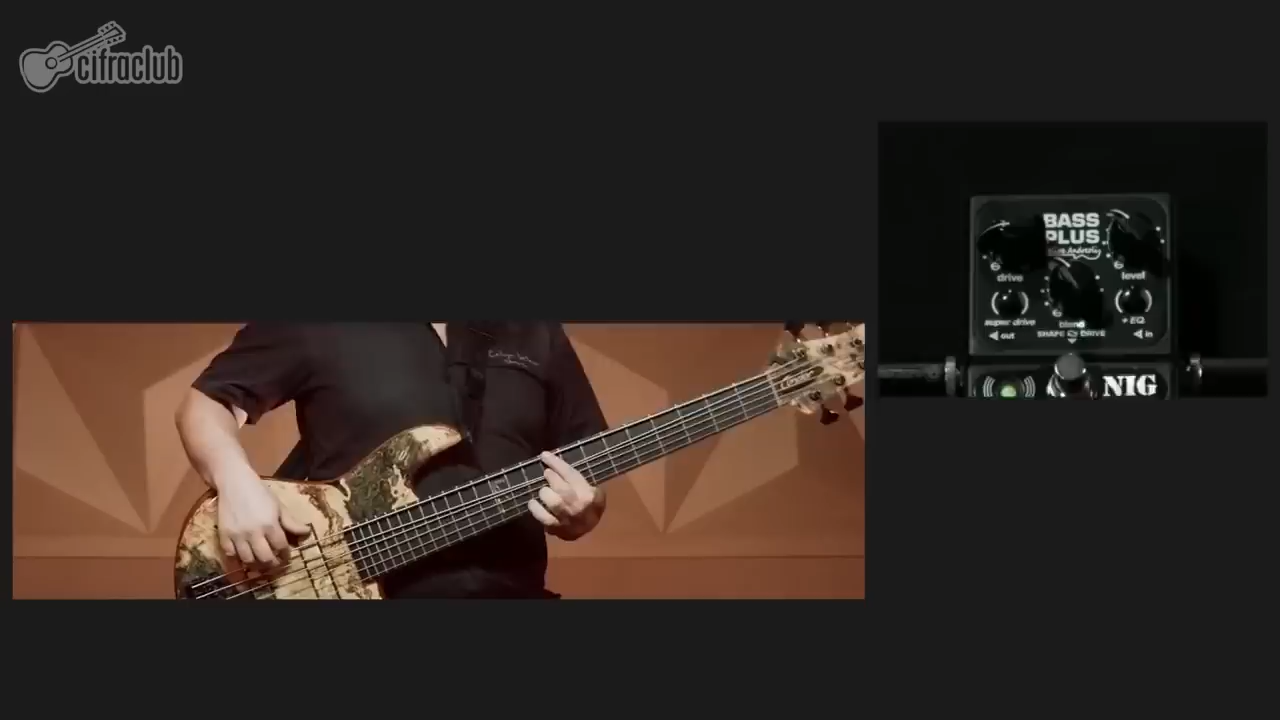 cifraclub
BASS
PLUS
drive
level
super drive
blend
+ EQ
SHAPE DRIVE
out
in
NIG